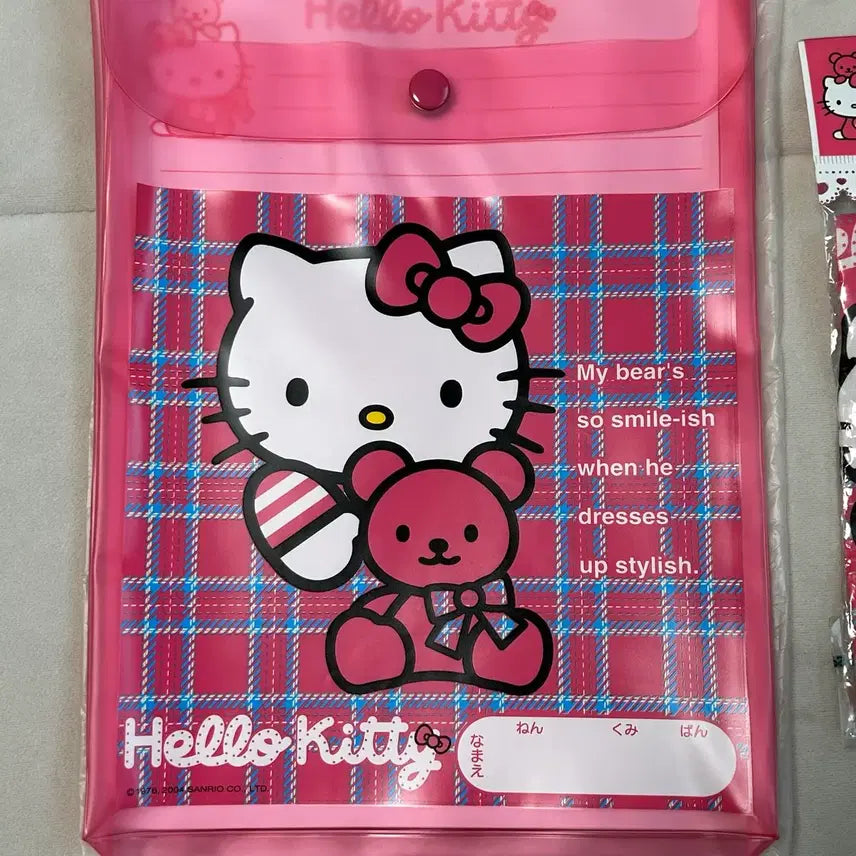 Hello Kitty
My bear's
so smile-ish
when he
dresses
up stylish.
Hello Kitty
なまえ
ねん くみ ばん
©1976, 2004 SANRIO CO., LTD.